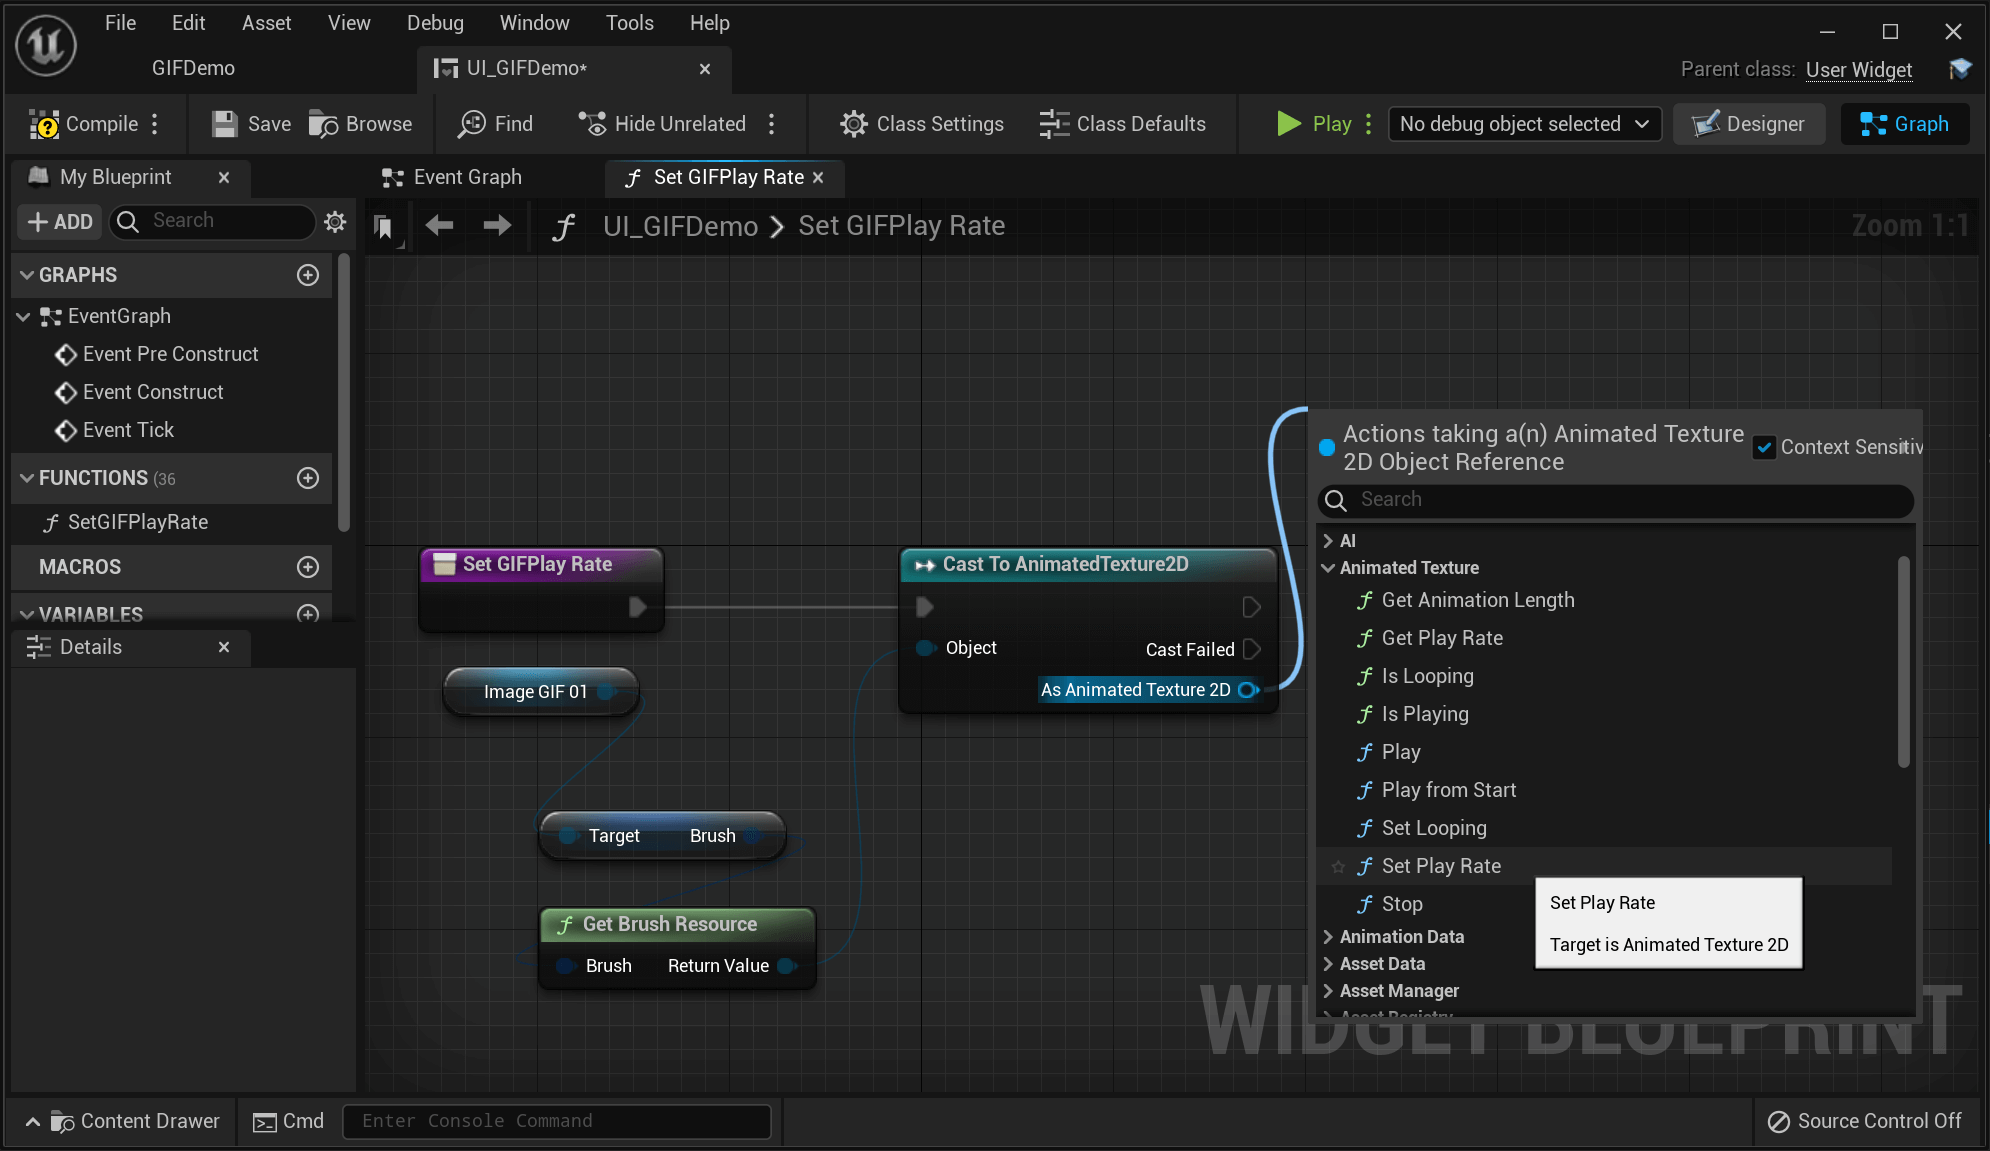 File Edit Asset View Debug Window Tools Help
GIFDemo
UI_GIFDemo*
Parent class: User Widget
Compile
Save
Browse
Find
Hide Unrelated
Class Settings
Class Defaults
Play
No debug object selected
Designer
Graph
My Blueprint
Event Graph
Set GIFPlay Rate
ADD
Search
UI_GIFDemo > Set GIFPlay Rate
Zoom 1:1
GRAPHS
EventGraph
Event Pre Construct
Event Construct
Event Tick
FUNCTIONS (36
SetGIFPlayRate
MACROS
VARIABLES
Details
Set GIFPlay Rate
Image GIF 01
Target Brush
Get Brush Resource
Brush Return Value
Cast To AnimatedTexture2D
Object
Cast Failed
As Animated Texture 2D
Actions taking a(n) Animated Texture
2D Object Reference
Context Sensitiv
Search
AI
Animated Texture
Get Animation Length
Get Play Rate
Is Looping
Is Playing
Play
Play from Start
Set Looping
Set Play Rate
Stop
Animation Data
Asset Data
Asset Manager
Asset Registry
Set Play Rate
Target is Animated Texture 2D
WIDGET BLUEPRINT
Content Drawer
Cmd
Enter Console Command
Source Control Off